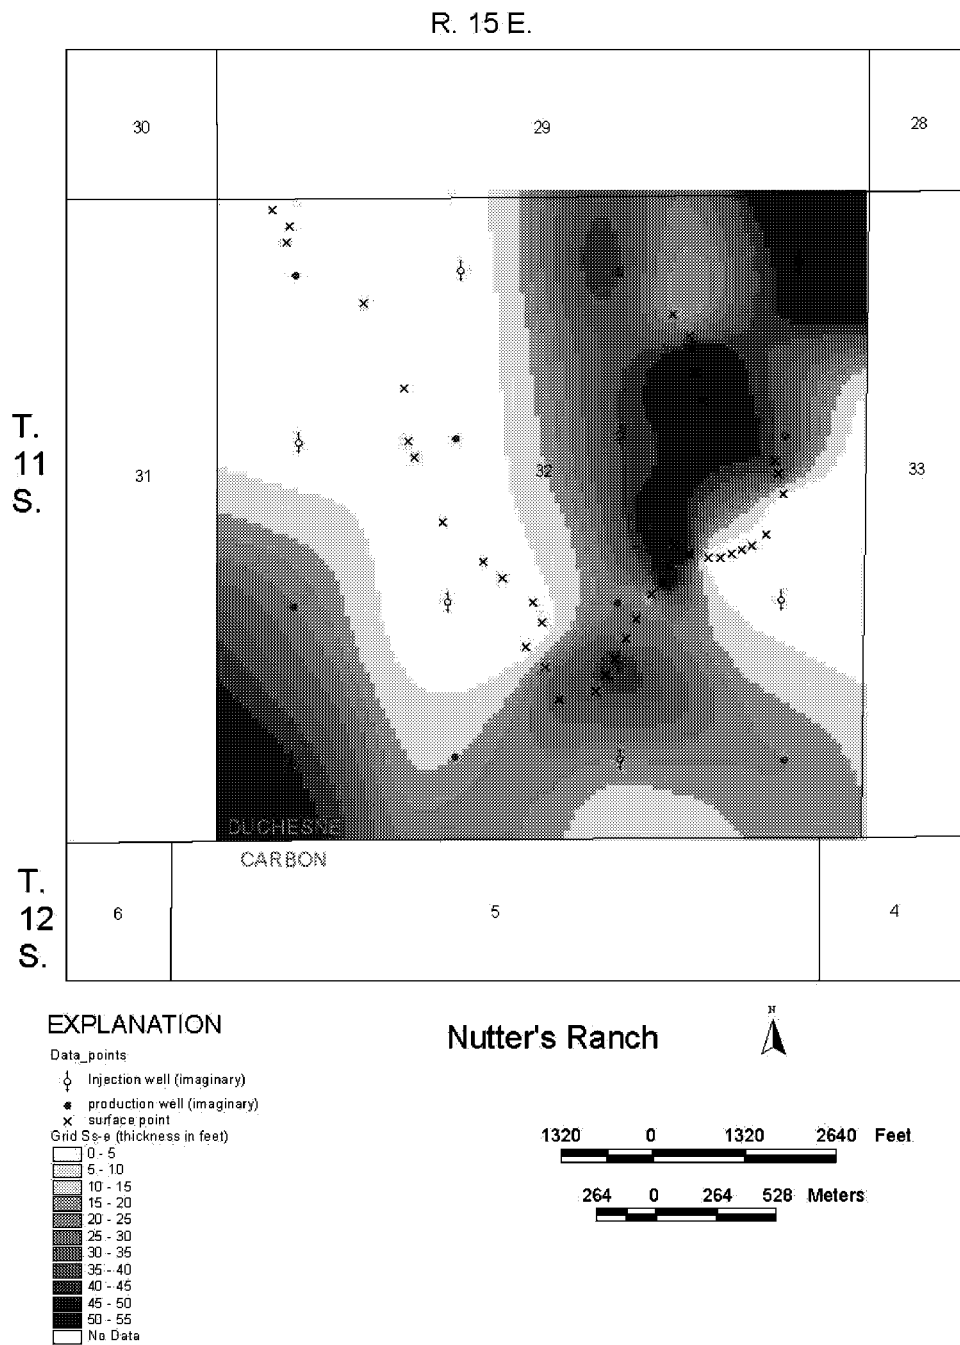 R. 15 E.
30
29
28
T.
11
S.
31
32
33
DUCHESNE
CARBON
T.
12
S.
6
5
4
EXPLANATION
Data_points
Injection well (imaginary)
production well (imaginary)
surface point
Grid Ss-e (thickness in feet)
0 - 5
5 - 10
10 - 15
15 - 20
20 - 25
25 - 30
30 - 35
35 - 40
40 - 45
45 - 50
50 - 55
No Data
Nutter's Ranch
N
1320 0 1320 2640 Feet
264 0 264 528 Meters